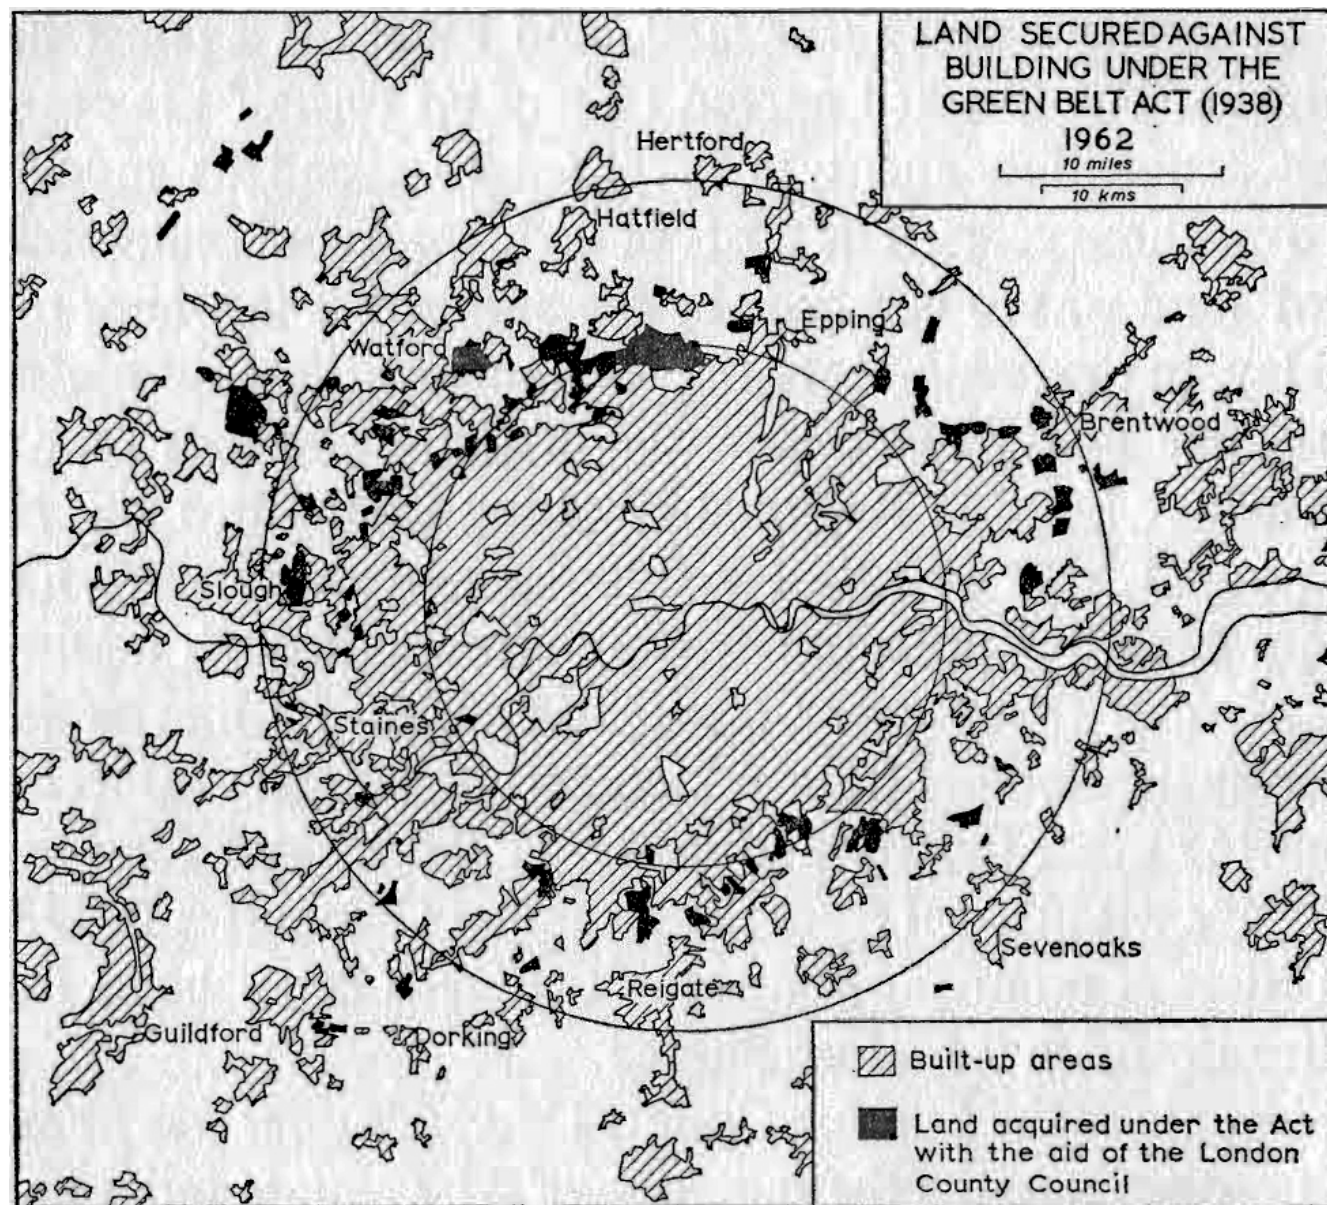 LAND SECURED AGAINST
BUILDING UNDER THE
GREEN BELT ACT (1938)
1962
10 miles
10 kms
Hertford
Hatfield
Epping
Watford
Brentwood
Slough
Staines
Sevenoaks
Reigate
Guildford
Dorking
Built-up areas
Land acquired under the Act
with the aid of the London
County Council